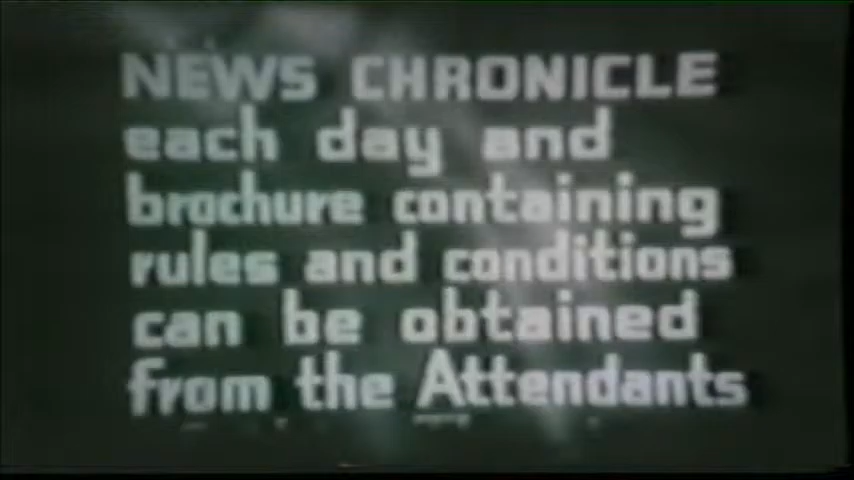 NEWS CHRONICLE
each day and
brochure containing
rules and conditions
can be obtained
from the Attendants